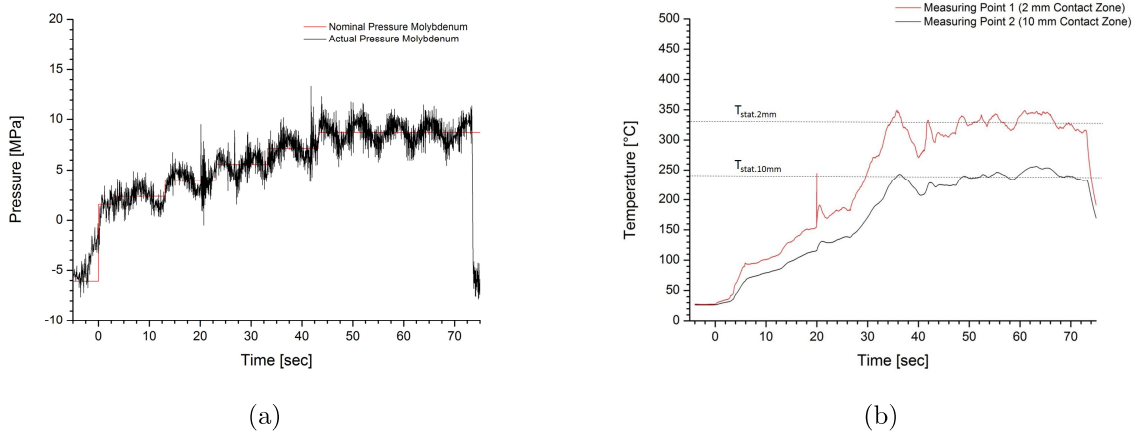 Nominal Pressure Molybdenum
Actual Pressure Molybdenum
20
15
10
5
0
-5
-10
Pressure [MPa]
0 10 20 30 40 50 60 70
Time [sec]
(a)
Measuring Point 1 (2 mm Contact Zone)
Measuring Point 2 (10 mm Contact Zone)
500
450
400
350
300
250
200
150
100
50
0
Temperature [°C]
T stat.2mm
T stat.10mm
0 10 20 30 40 50 60 70
Time [sec]
(b)